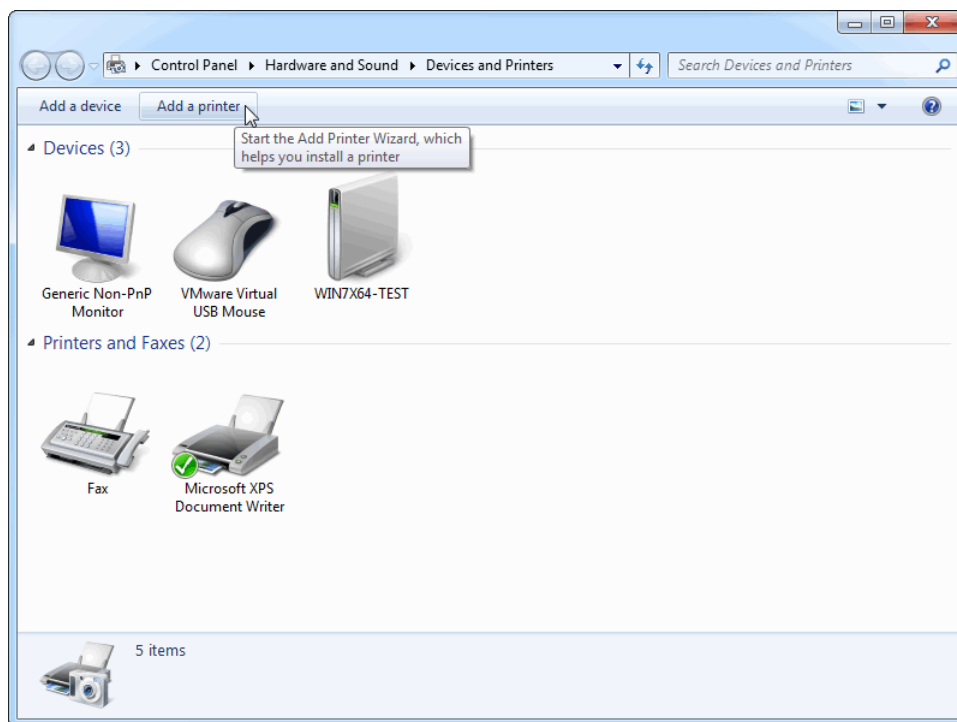 Control Panel Hardware and Sound Devices and Printers Search Devices and Printers
Add a device Add a printer
Start the Add Printer Wizard, which
helps you install a printer
Devices (3)
Generic Non-PnP
Monitor
VMware Virtual
USB Mouse
WIN7X64-TEST
Printers and Faxes (2)
Fax
Microsoft XPS
Document Writer
5 items